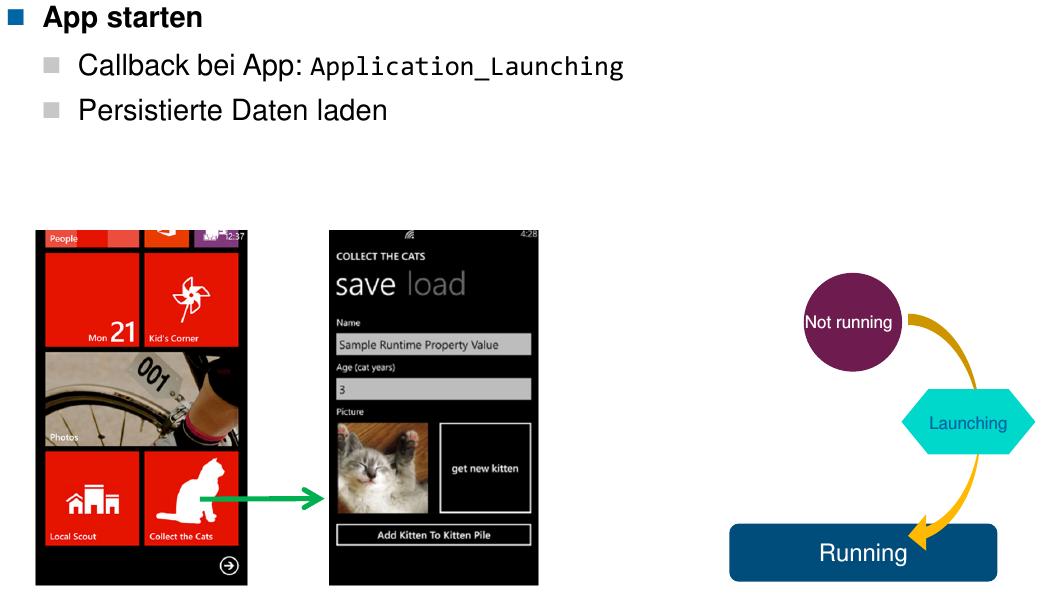 App starten
Callback bei App: Application_Launching
Persistierte Daten laden
People
12:37
Mon 21
Kid's Corner
001
Photos
Local Scout
Collect the Cats
4:28
COLLECT THE CATS
save load
Name
Sample Runtime Property Value
Age (cat years)
3
Picture
get new kitten
Add Kitten To Kitten Pile
Not running
Launching
Running